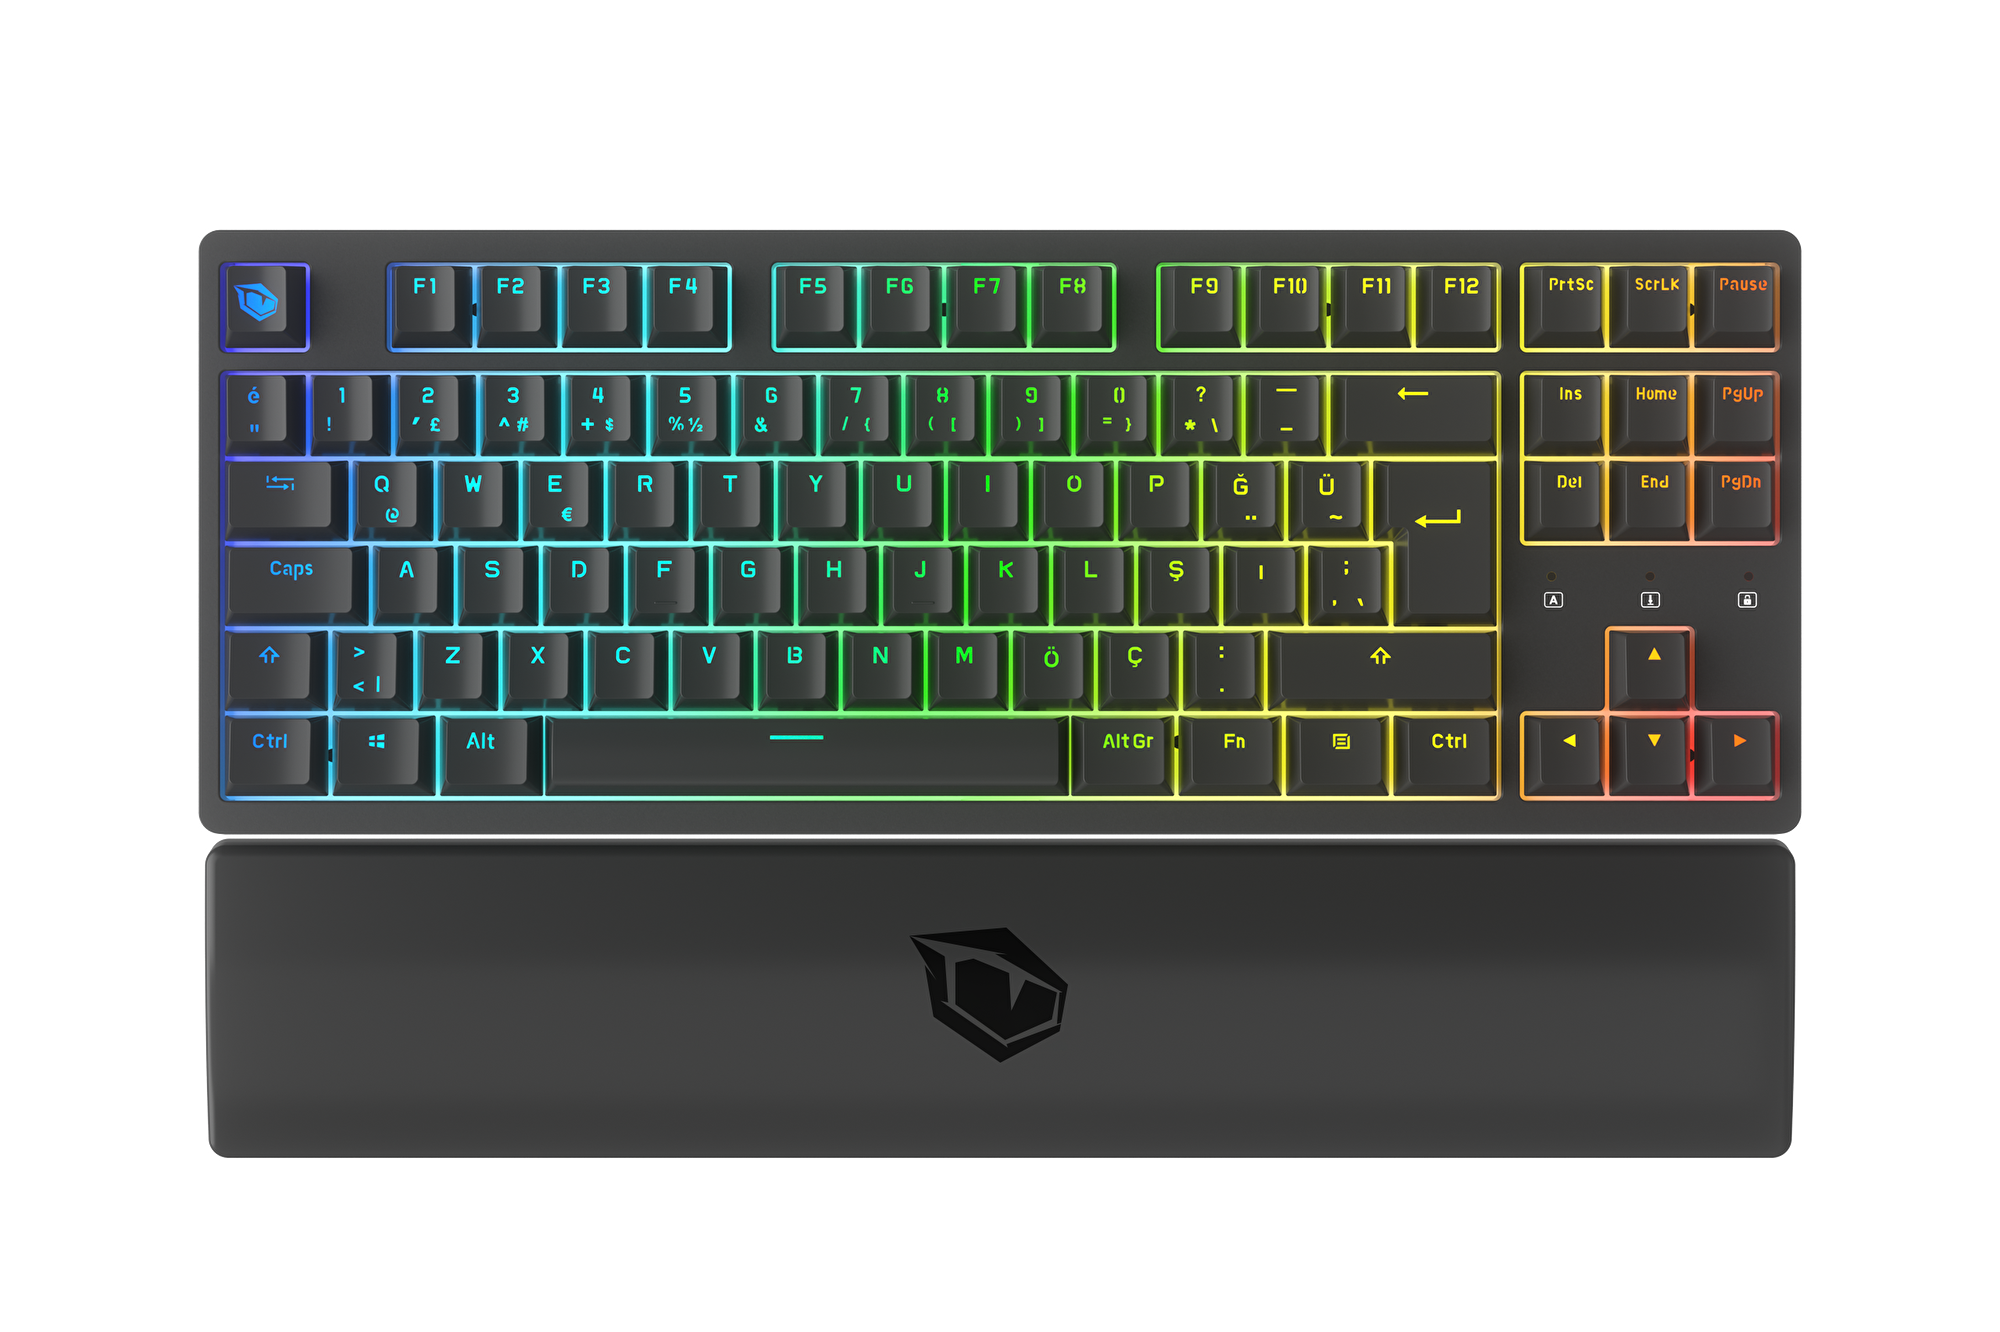 F1 F2 F3 F4 F5 F6 F7 F8 F9 F10 F11 F12 PrtSc ScrLK Pause
é 1 2 3 4 5 6 7 8 9 0 ? — ← Ins Home PgUp
" ! ' £ ^ # + $ % ½ & / { ( [ ) ] = } * \ _
Q W E R T Y U I O P Ğ Ü Del End PgDn
@ € ¨ ~
Caps A S D F G H J K L Ş I ;
, `
A
> Z X C V B N M Ö Ç :
< | .
Ctrl Alt Alt Gr Fn Ctrl